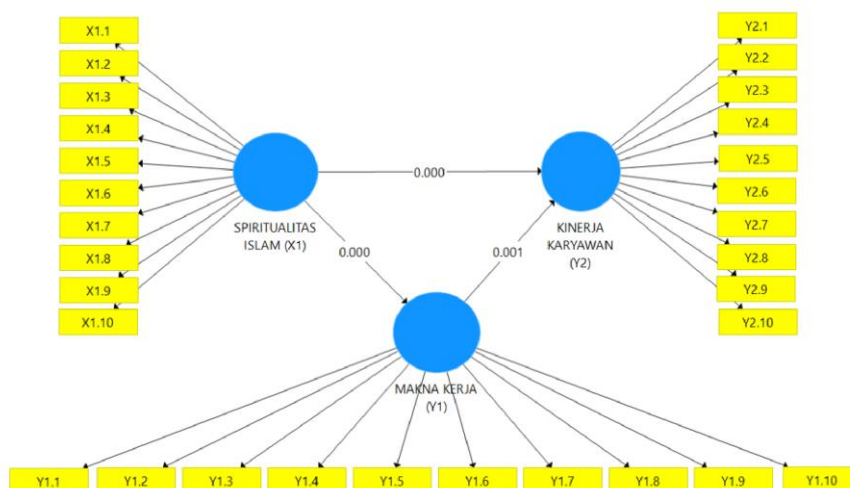 X1.1
X1.2
X1.3
X1.4
X1.5
X1.6
X1.7
X1.8
X1.9
X1.10
SPIRITUALITAS
ISLAM (X1)
0.000
0.000
0.001
KINERJA
KARYAWAN
(Y2)
Y2.1
Y2.2
Y2.3
Y2.4
Y2.5
Y2.6
Y2.7
Y2.8
Y2.9
Y2.10
MAKNA KERJA
(Y1)
Y1.1
Y1.2
Y1.3
Y1.4
Y1.5
Y1.6
Y1.7
Y1.8
Y1.9
Y1.10